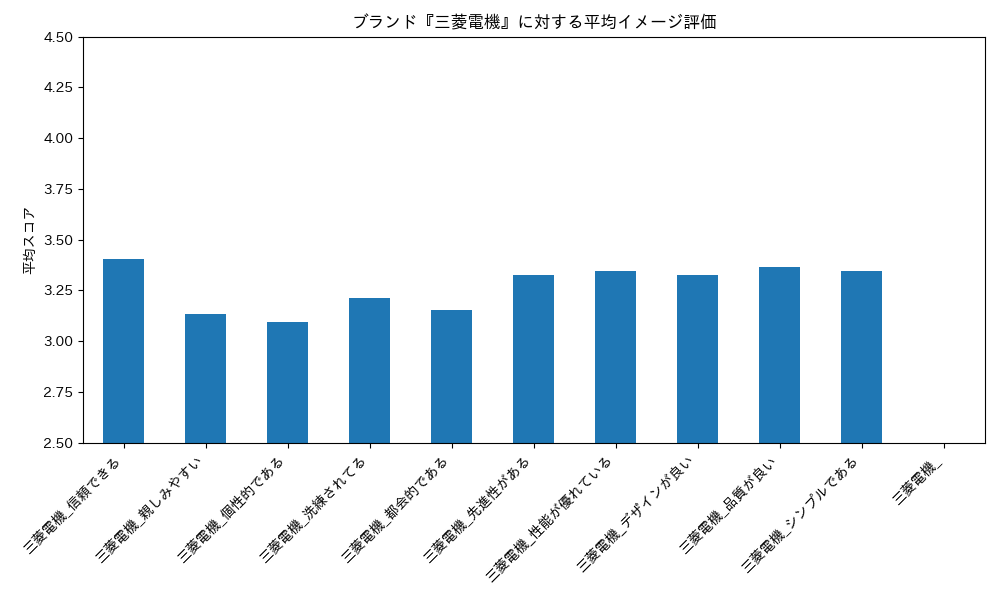 ブランド『三菱電機』に対する平均イメージ評価
平均スコア
4.50
4.25
4.00
3.75
3.50
3.25
3.00
2.75
2.50
三菱電機_信頼できる
三菱電機_親しみやすい
三菱電機_個性的である
三菱電機_洗練されてる
三菱電機_都会的である
三菱電機_先進性がある
三菱電機_性能が優れている
三菱電機_デザインが良い
三菱電機_品質が良い
三菱電機_シンプルである
三菱電機_